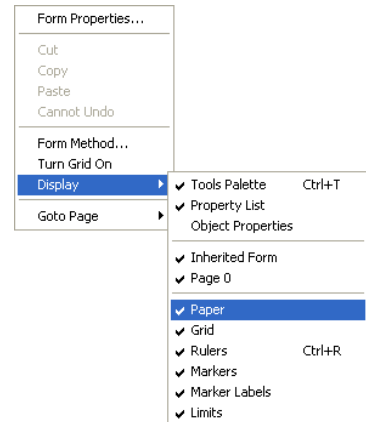 Form Properties...
Cut
Copy
Paste
Cannot Undo
Form Method...
Turn Grid On
Display
Goto Page
Tools Palette Ctrl+T
Property List
Object Properties
Inherited Form
Page 0
Paper
Grid
Rulers Ctrl+R
Markers
Marker Labels
Limits